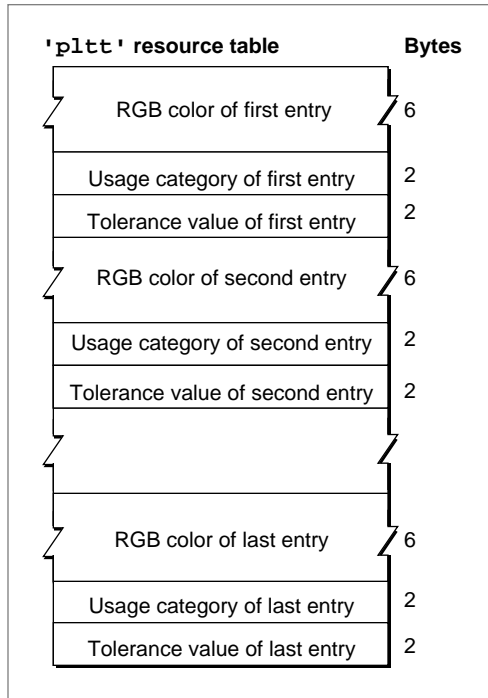 'pltt' resource table Bytes
RGB color of first entry 6
Usage category of first entry 2
Tolerance value of first entry 2
RGB color of second entry 6
Usage category of second entry 2
Tolerance value of second entry 2
RGB color of last entry 6
Usage category of last entry 2
Tolerance value of last entry 2